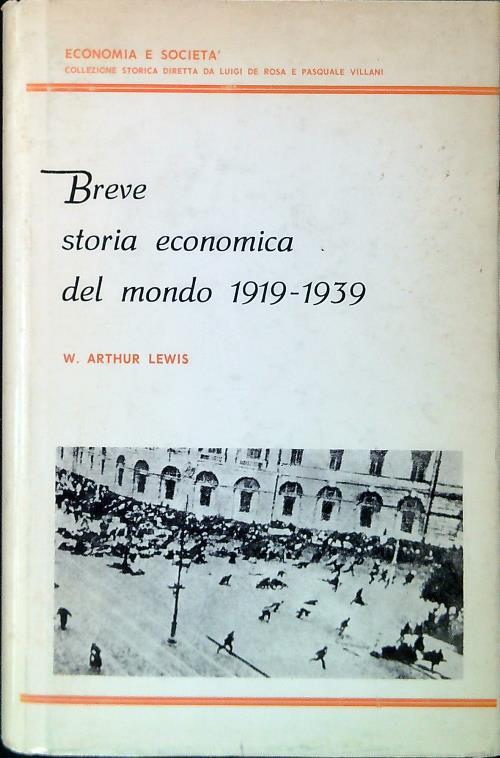 ECONOMIA E SOCIETA'
COLLEZIONE STORICA DIRETTA DA LUIGI DE ROSA E PASQUALE VILLANI
Breve
storia economica
del mondo 1919-1939
W. ARTHUR LEWIS